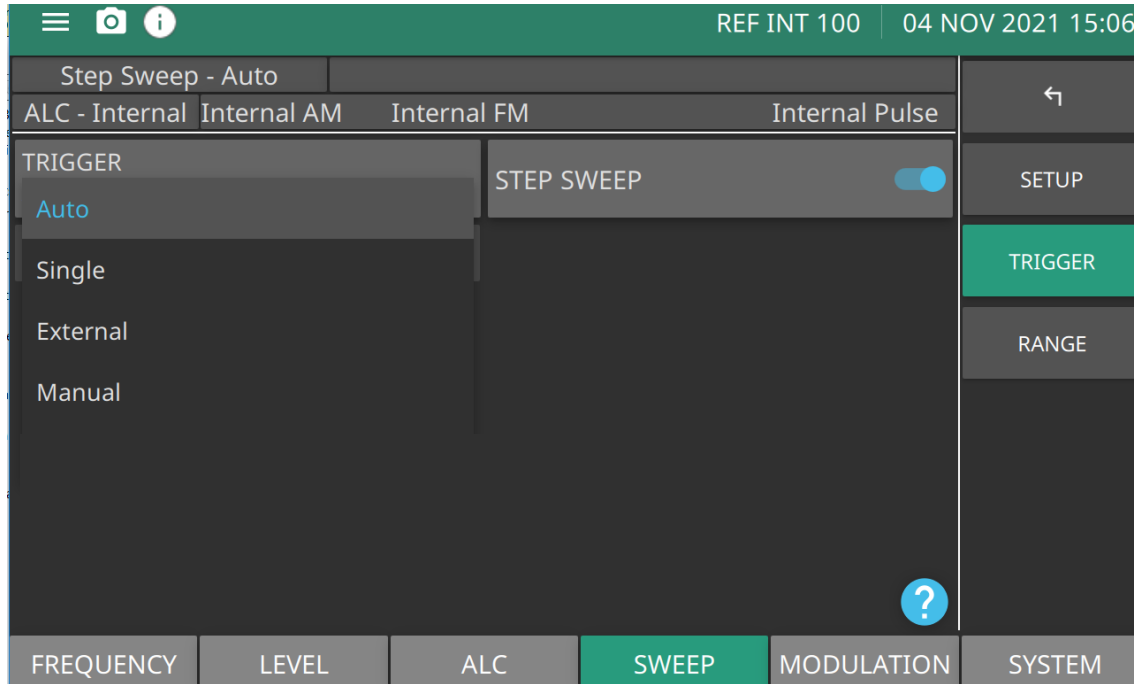 REF INT 100 04 NOV 2021 15:06
Step Sweep - Auto
ALC - Internal Internal AM Internal FM Internal Pulse
TRIGGER
Auto
Single
External
Manual
STEP SWEEP
SETUP
TRIGGER
RANGE
?
FREQUENCY LEVEL ALC SWEEP MODULATION SYSTEM